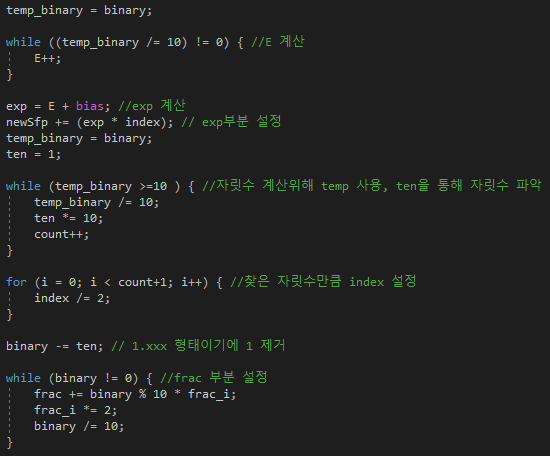 temp_binary = binary;
while ((temp_binary /= 10) != 0) { //E 계산
E++;
}
exp = E + bias; //exp 계산
newSfp += (exp * index); // exp부분 설정
temp_binary = binary;
ten = 1;
while (temp_binary >=10 ) { //자릿수 계산위해 temp 사용, ten을 통해 자릿수 파악
temp_binary /= 10;
ten *= 10;
count++;
}
for (i = 0; i < count+1; i++) { //찾은 자릿수만큼 index 설정
index /= 2;
}
binary -= ten; // 1.xxx 형태이기에 1 제거
while (binary != 0) { //frac 부분 설정
frac += binary % 10 * frac_i;
frac_i *= 2;
binary /= 10;
}